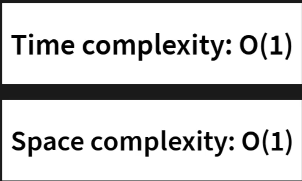 Time complexity: O(1)
Space complexity: O(1)